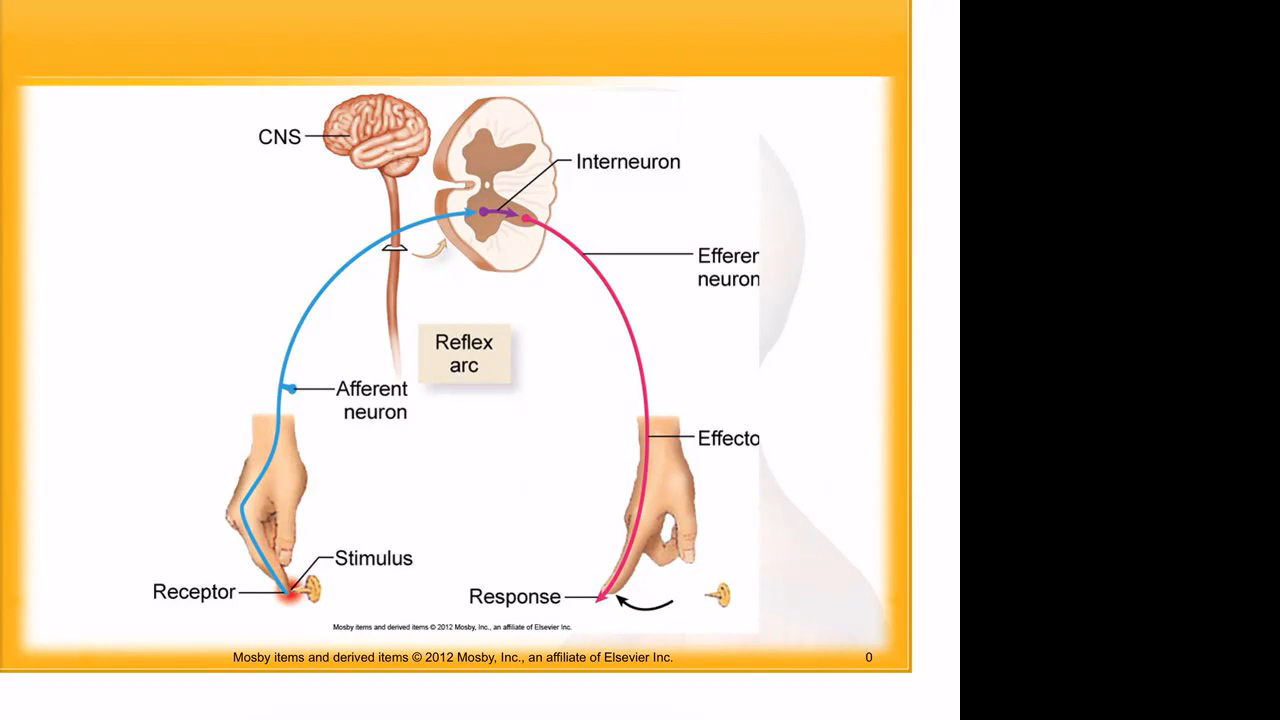 CNS
Interneuron
Efferen
neuron
Reflex
arc
Afferent
neuron
Effecto
Stimulus
Receptor
Response
Mosby items and derived items © 2012 Mosby, Inc., an affiliate of Elsevier Inc.
Mosby items and derived items © 2012 Mosby, Inc., an affiliate of Elsevier Inc. 0